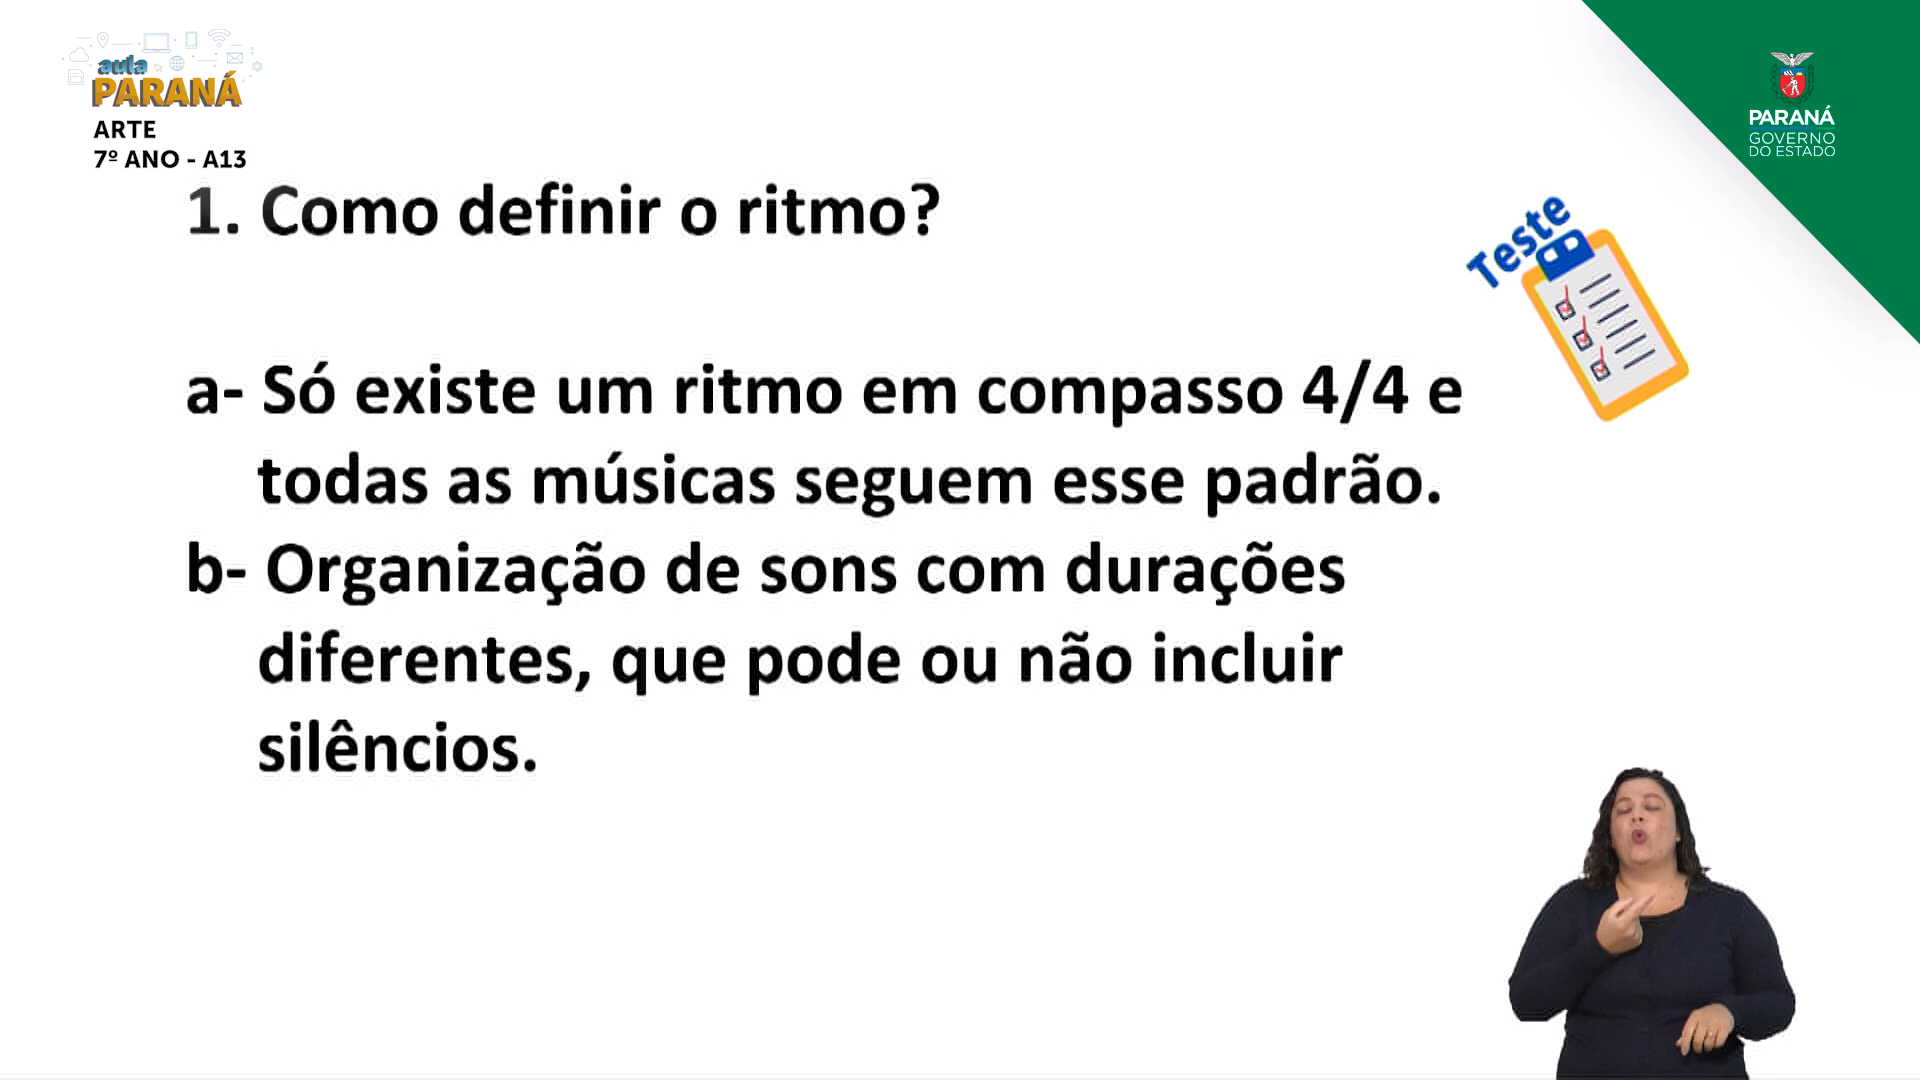 aula
PARANÁ
ARTE
7º ANO - A13
PARANÁ
GOVERNO
DO ESTADO
1. Como definir o ritmo?
Teste
a- Só existe um ritmo em compasso 4/4 e
todas as músicas seguem esse padrão.
b- Organização de sons com durações
diferentes, que pode ou não incluir
silêncios.